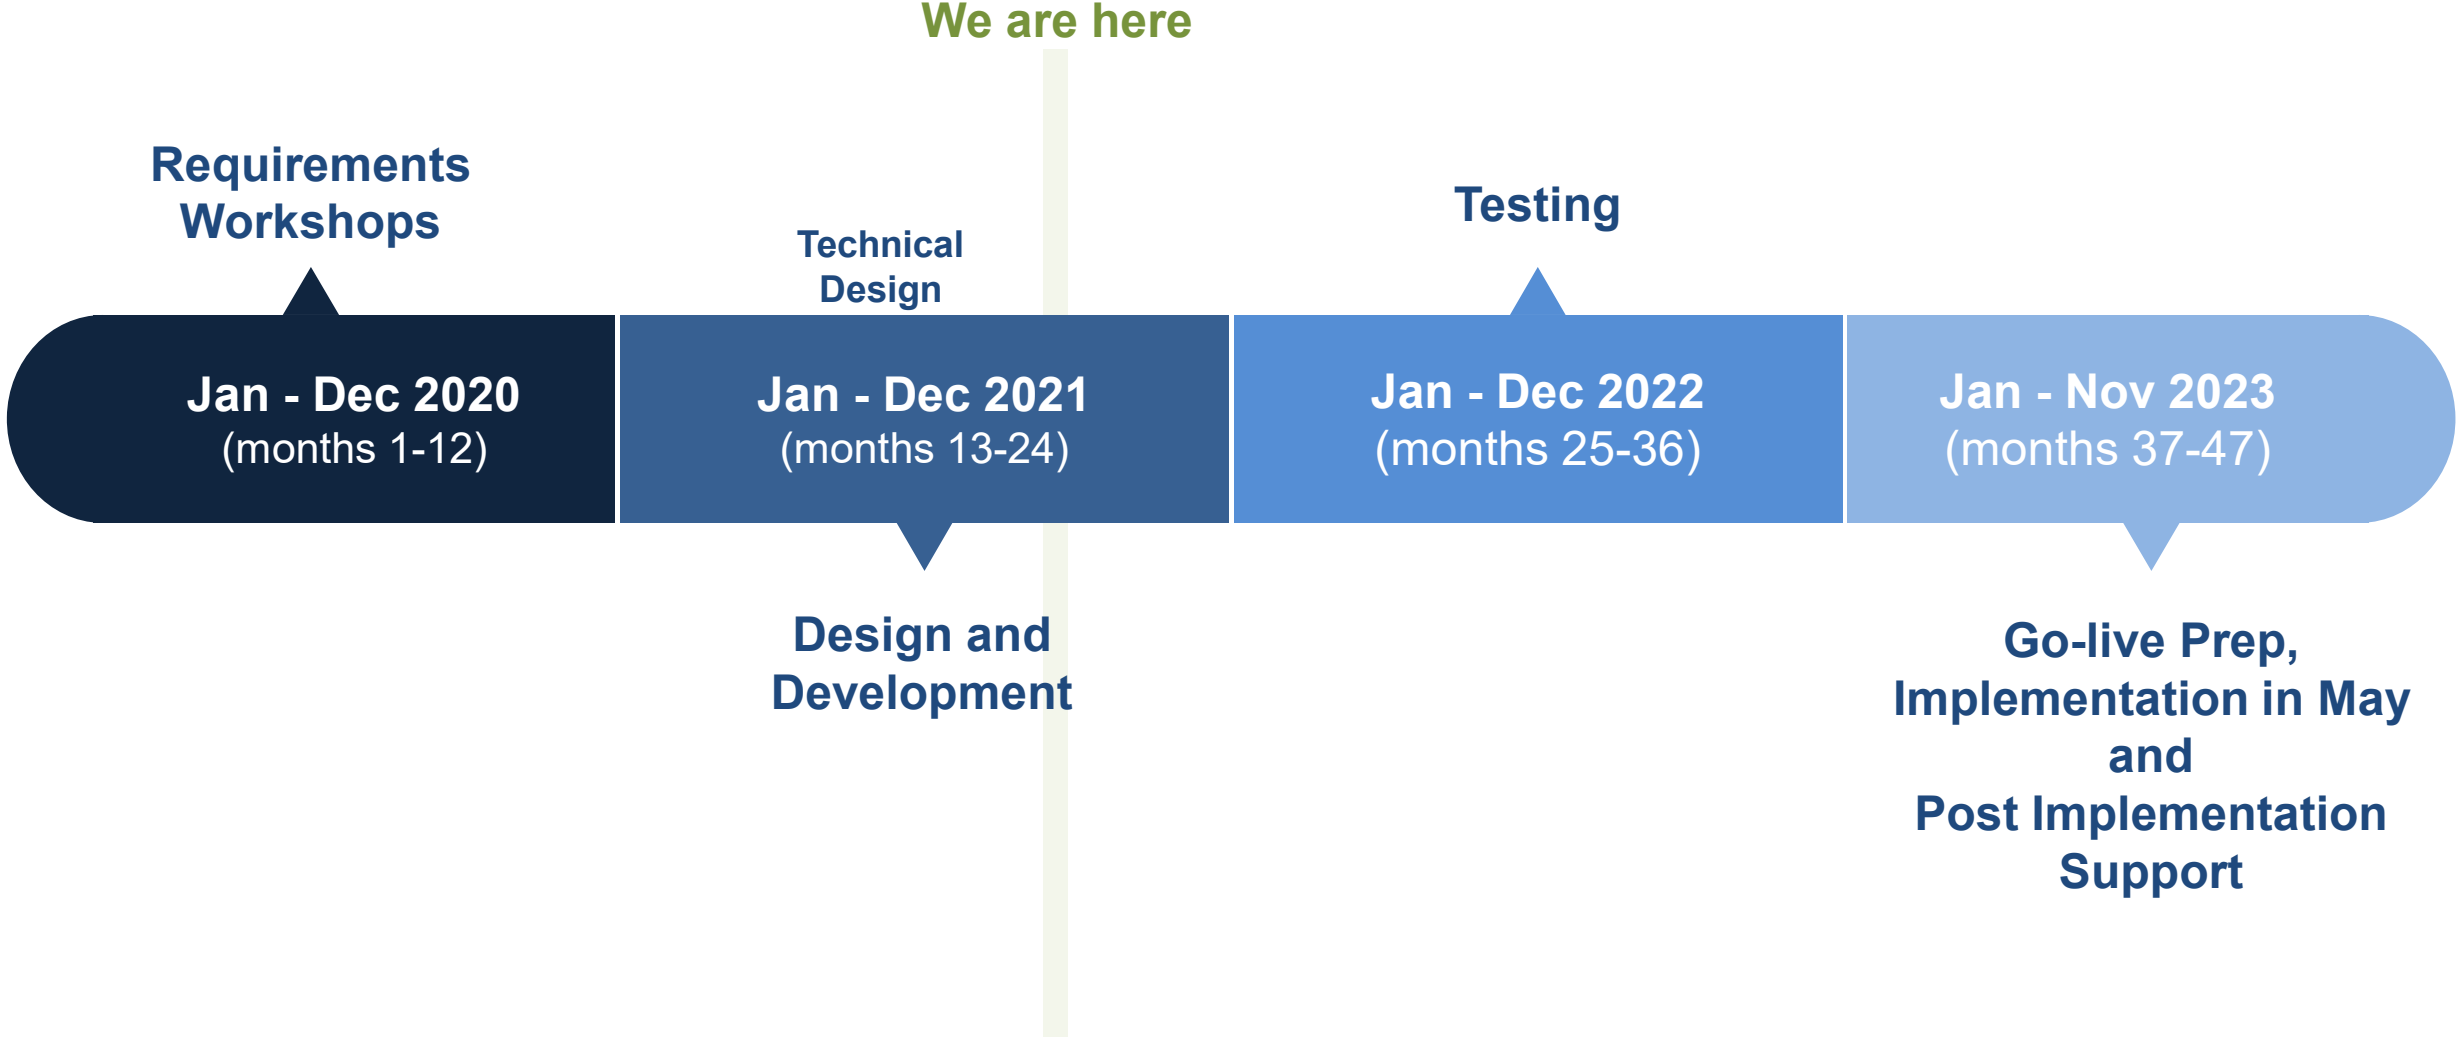 We are here
Requirements
Workshops
Technical
Design
Testing
Jan - Dec 2020
(months 1-12)
Jan - Dec 2021
(months 13-24)
Jan - Dec 2022
(months 25-36)
Jan - Nov 2023
(months 37-47)
Design and
Development
Go-live Prep,
Implementation in May
and
Post Implementation
Support